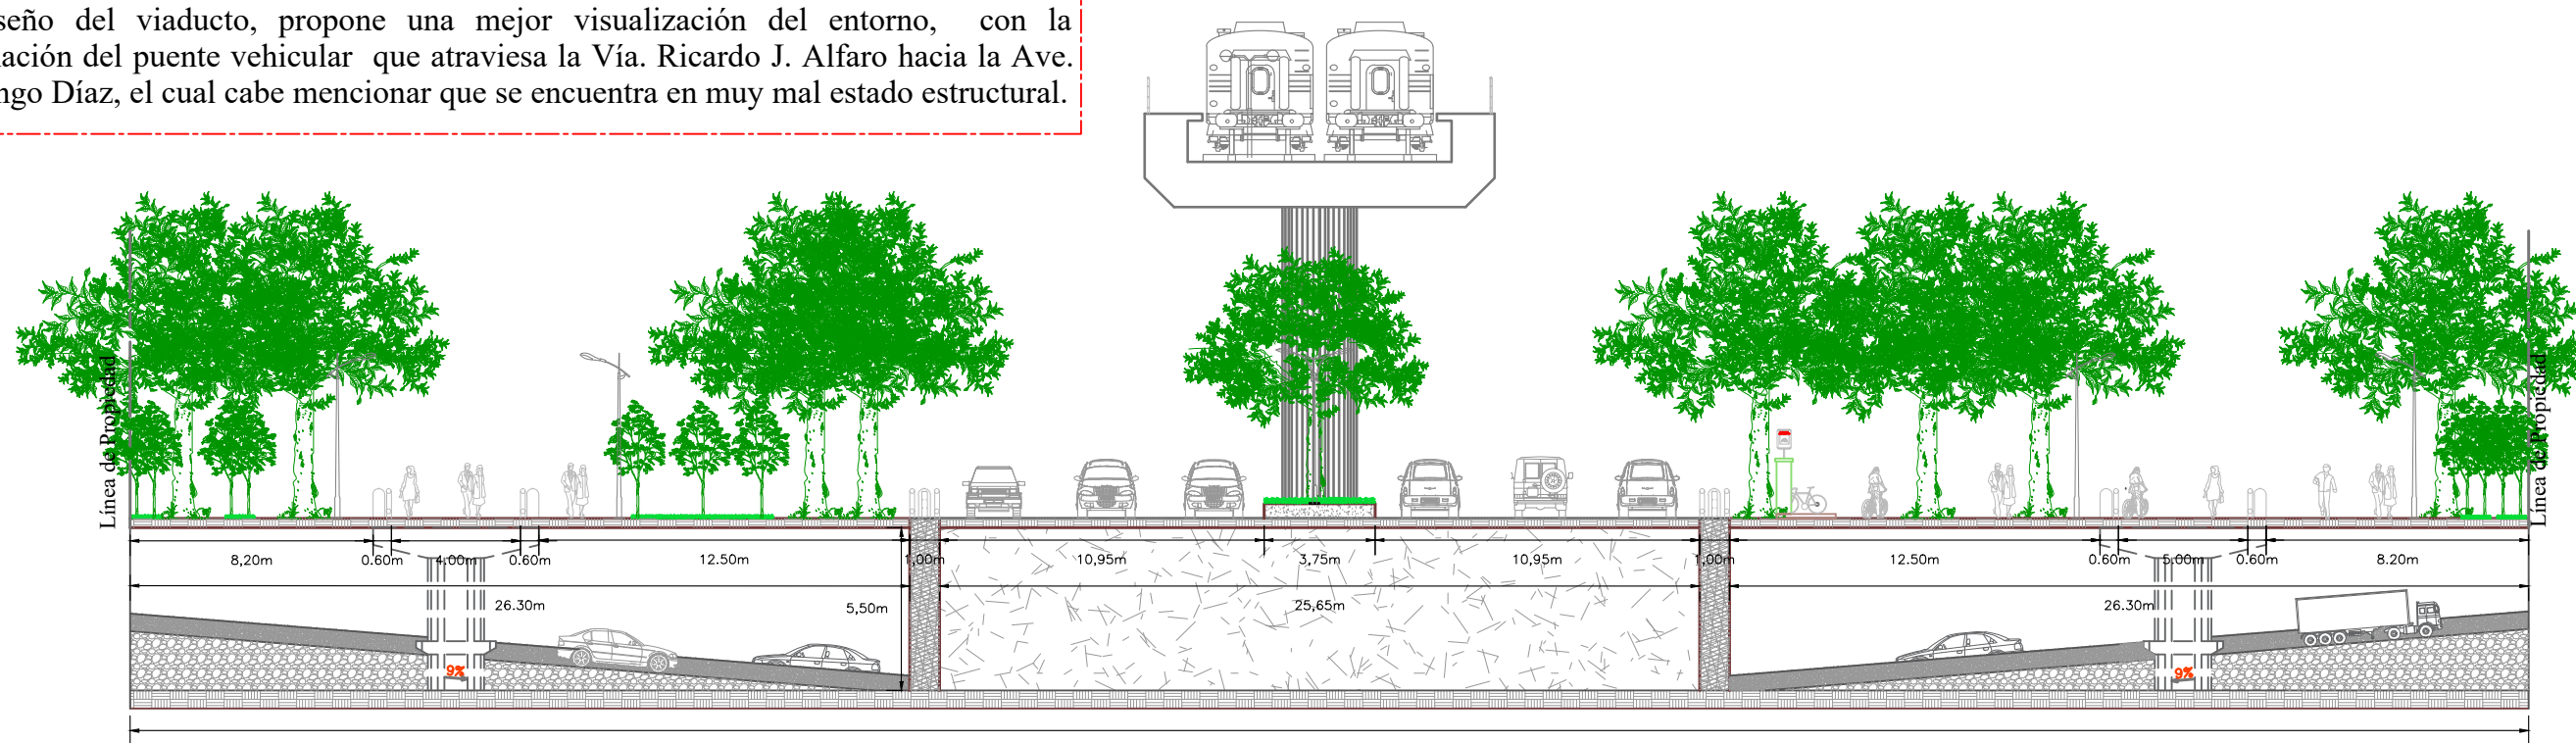 seño del viaducto, propone una mejor visualización del entorno, con la
ación del puente vehicular que atraviesa la Vía. Ricardo J. Alfaro hacia la Ave.
ngo Díaz, el cual cabe mencionar que se encuentra en muy mal estado estructural.
Línea de Propiedad
Línea de Propiedad
8,20m 0.60m 4.00m 0.60m 12.50m 1,00m 10,95m 3,75m 10,95m 1,00m 12.50m 0.60m 5.00m 0.60m 8.20m
26.30m 5,50m 25,65m 26.30m
9% 9%